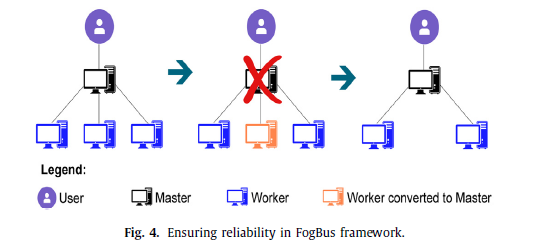 Legend:
User Master Worker Worker converted to Master
Fig. 4. Ensuring reliability in FogBus framework.